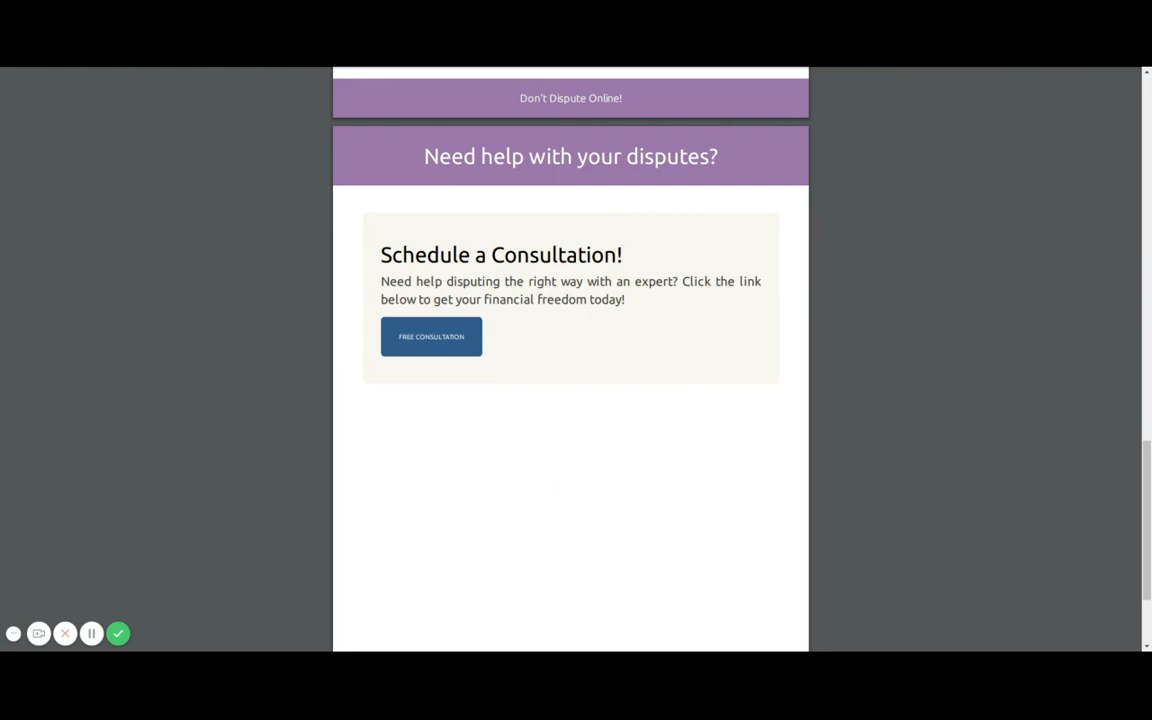 Don't Dispute Online!
Need help with your disputes?
Schedule a Consultation!
Need help disputing the right way with an expert? Click the link
below to get your financial freedom today!
FREE CONSULTATION